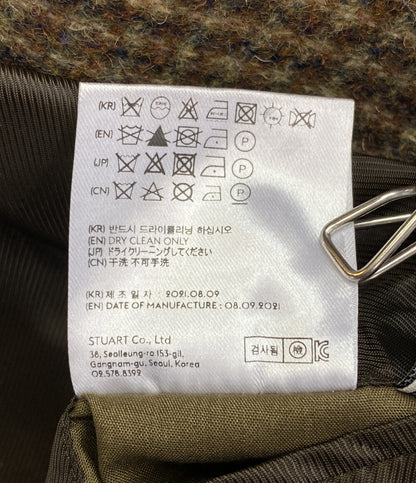 (KR)
(EN) P
(JP) P
(CN) P
(KR) 반드시 드라이클리닝 하십시오
(EN) DRY CLEAN ONLY
(JP) ドライクリーニングしてください
(CN) 干洗 不可手洗
(KR) 제 조 일 자 : 2021.08.09
(EN) DATE OF MANUFACTURE : 08.09.2021
STUART Co., Ltd
38, Seolleung-ro 153-gil,
Gangnam-gu, Seoul, Korea
02.578.8392
검사필